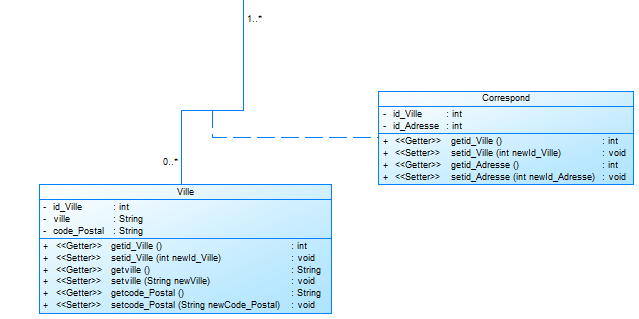 1..*
Correspond
- id_Ville : int
- id_Adresse : int
+ <<Getter>> getid_Ville () : int
+ <<Setter>> setid_Ville (int newId_Ville) : void
+ <<Getter>> getid_Adresse () : int
+ <<Setter>> setid_Adresse (int newId_Adresse) : void
0..*
Ville
- id_Ville : int
- ville : String
- code_Postal : String
+ <<Getter>> getid_Ville () : int
+ <<Setter>> setid_Ville (int newId_Ville) : void
+ <<Getter>> getville () : String
+ <<Setter>> setville (String newVille) : void
+ <<Getter>> getcode_Postal () : String
+ <<Setter>> setcode_Postal (String newCode_Postal) : void